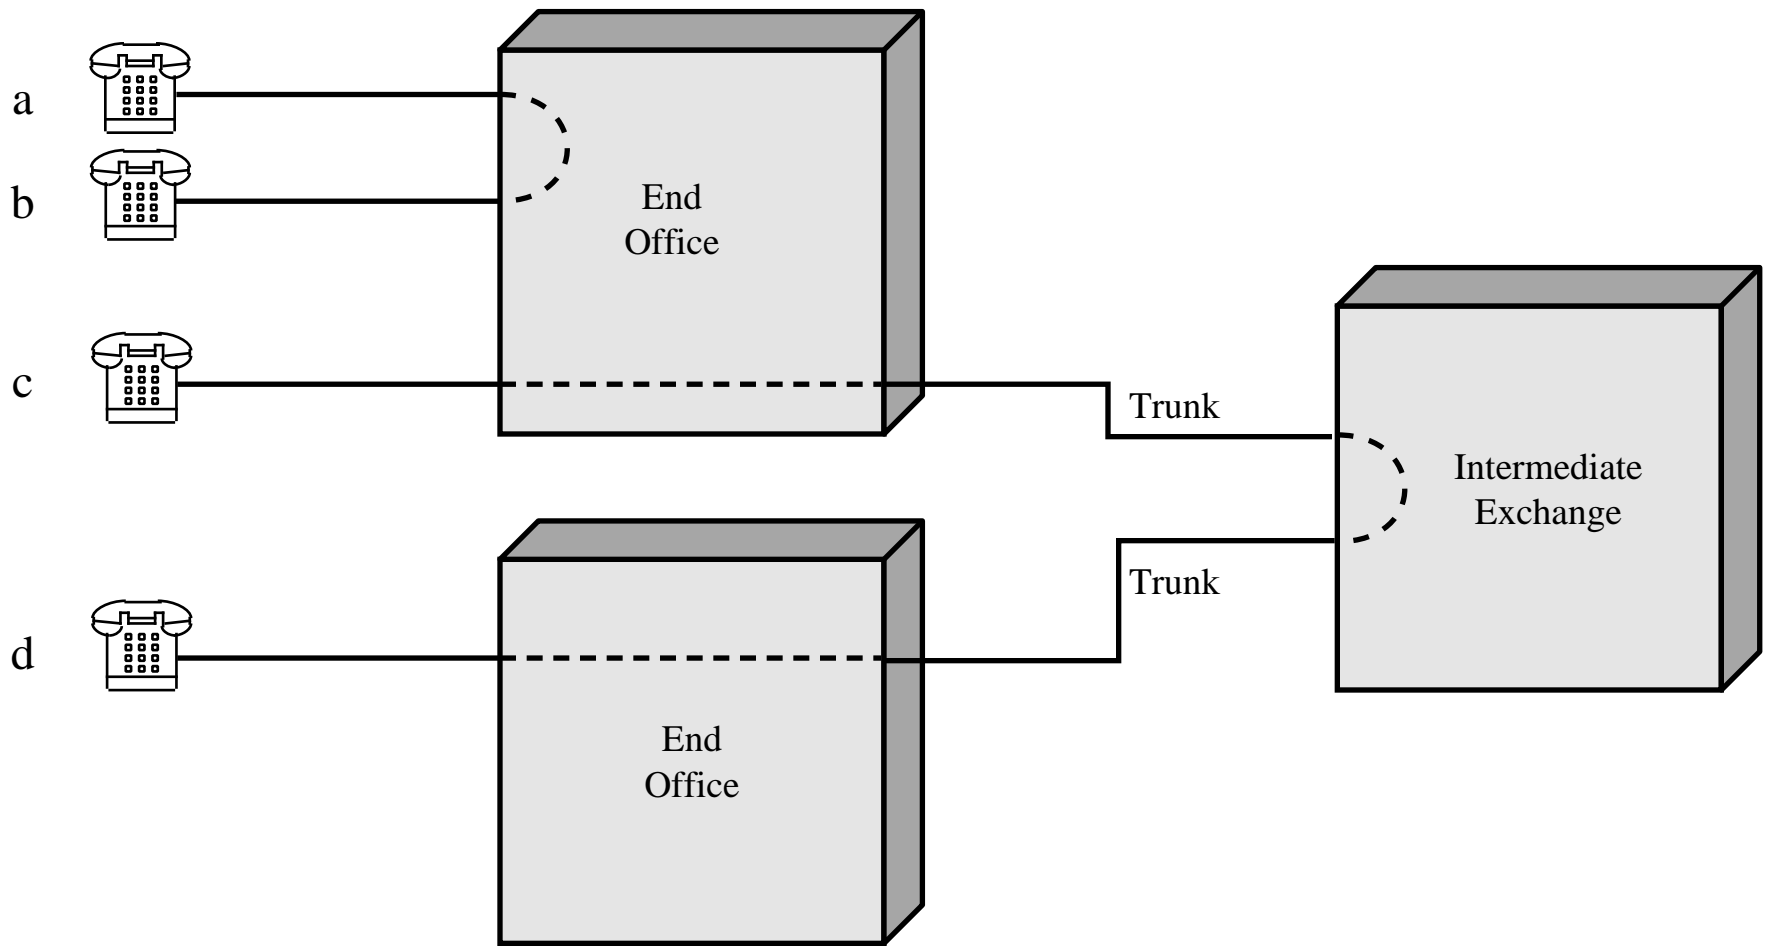 a
b
End
Office
c
Trunk
Intermediate
Exchange
Trunk
d
End
Office